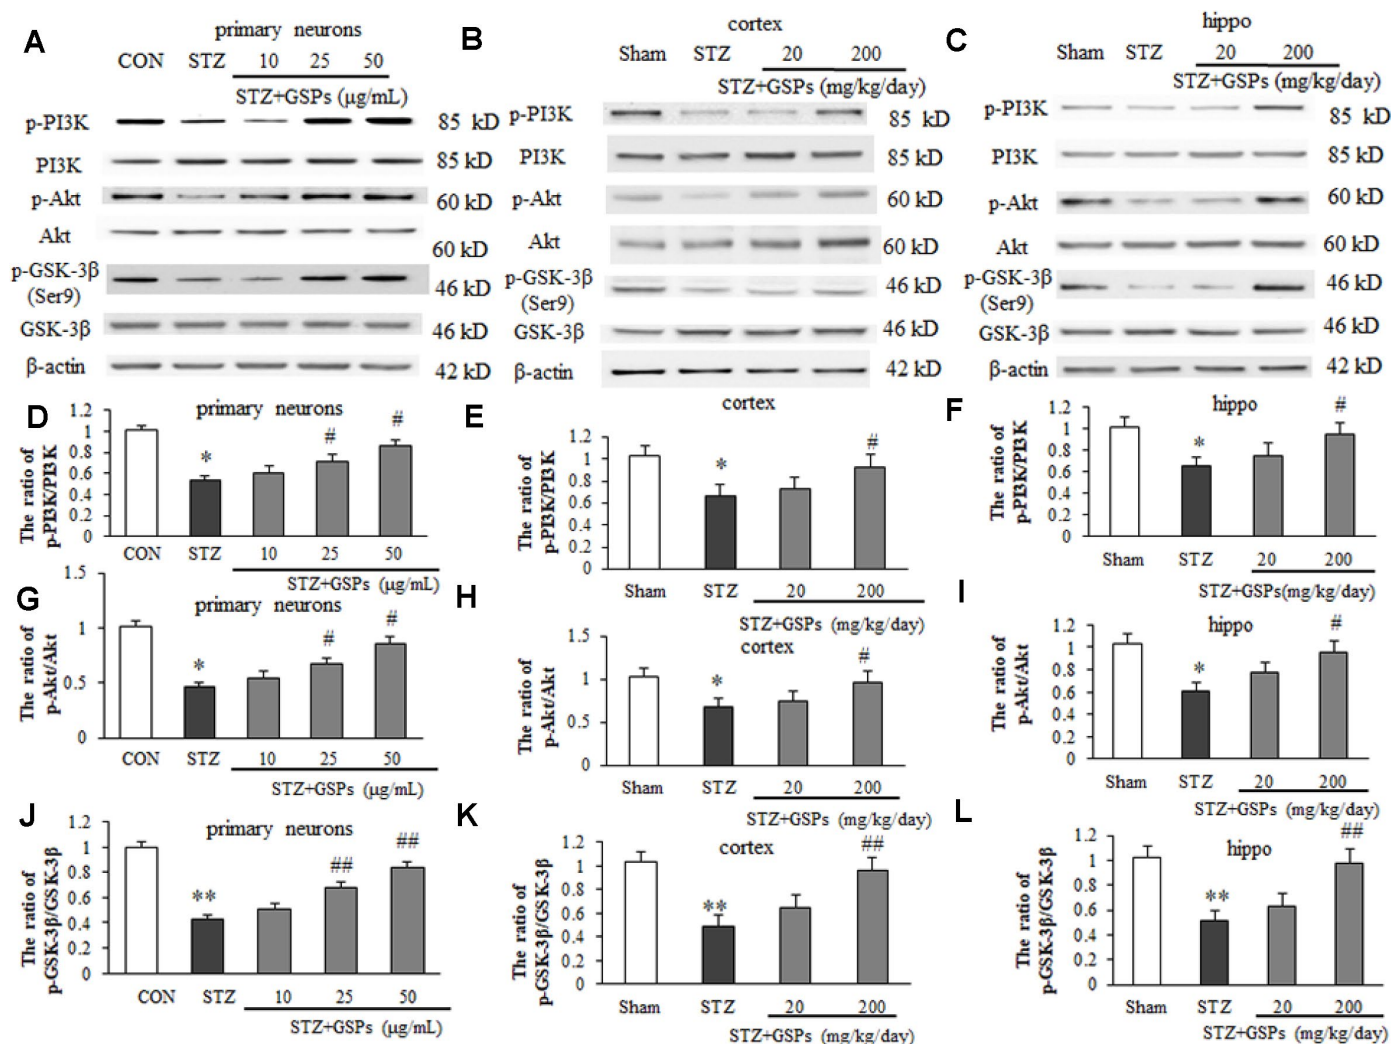 A
primary neurons
CON STZ 10 25 50
STZ+GSPs (μg/mL)
p-PI3K 85 kD
PI3K 85 kD
p-Akt 60 kD
Akt 60 kD
p-GSK-3β
(Ser9) 46 kD
GSK-3β 46 kD
β-actin 42 kD
B
cortex
Sham STZ 20 200
STZ+GSPs (mg/kg/day)
p-PI3K 85 kD
PI3K 85 kD
p-Akt 60 kD
Akt 60 kD
p-GSK-3β
(Ser9) 46 kD
GSK-3β 46 kD
β-actin 42 kD
C
hippo
Sham STZ 20 200
STZ+GSPs (mg/kg/day)
p-PI3K 85 kD
PI3K 85 kD
p-Akt 60 kD
Akt 60 kD
p-GSK-3β
(Ser9) 46 kD
GSK-3β 46 kD
β-actin 42 kD
D
primary neurons
The ratio of
p-PI3K/PI3K
1.2
1
0.8
0.6
0.4
0.2
0
* # #
CON STZ 10 25 50
STZ+GSPs (μg/mL)
E
cortex
The ratio of
p-PI3K/PI3K
1.2
1
0.8
0.6
0.4
0.2
0
* #
Sham STZ 20 200
STZ+GSPs (mg/kg/day)
F
hippo
The ratio of
p-PI3K/PI3K
1.2
1
0.8
0.6
0.4
0.2
0
* #
Sham STZ 20 200
STZ+GSPs(mg/kg/day)
G
primary neurons
The ratio of
p-Akt/Akt
1.5
1
0.5
0
* # #
CON STZ 10 25 50
STZ+GSPs (μg/mL)
H
cortex
The ratio of
p-Akt/Akt
1.5
1
0.5
0
* #
Sham STZ 20 200
STZ+GSPs (mg/kg/day)
I
hippo
The ratio of
p-Akt/Akt
1.2
1
0.8
0.6
0.4
0.2
0
* #
Sham STZ 20 200
STZ+GSPs (mg/kg/day)
J
primary neurons
The ratio of
p-GSK-3β/GSK-3β
1.2
1
0.8
0.6
0.4
0.2
0
** ## ##
CON STZ 10 25 50
STZ+GSPs (μg/mL)
K
cortex
The ratio of
p-GSK-3β/GSK-3β
1.2
1
0.8
0.6
0.4
0.2
0
** ##
Sham STZ 20 200
STZ+GSPs (mg/kg/day)
L
hippo
The ratio of
p-GSK-3β/GSK-3β
1.2
1
0.8
0.6
0.4
0.2
0
** ##
Sham STZ 20 200
STZ+GSPs (mg/kg/day)